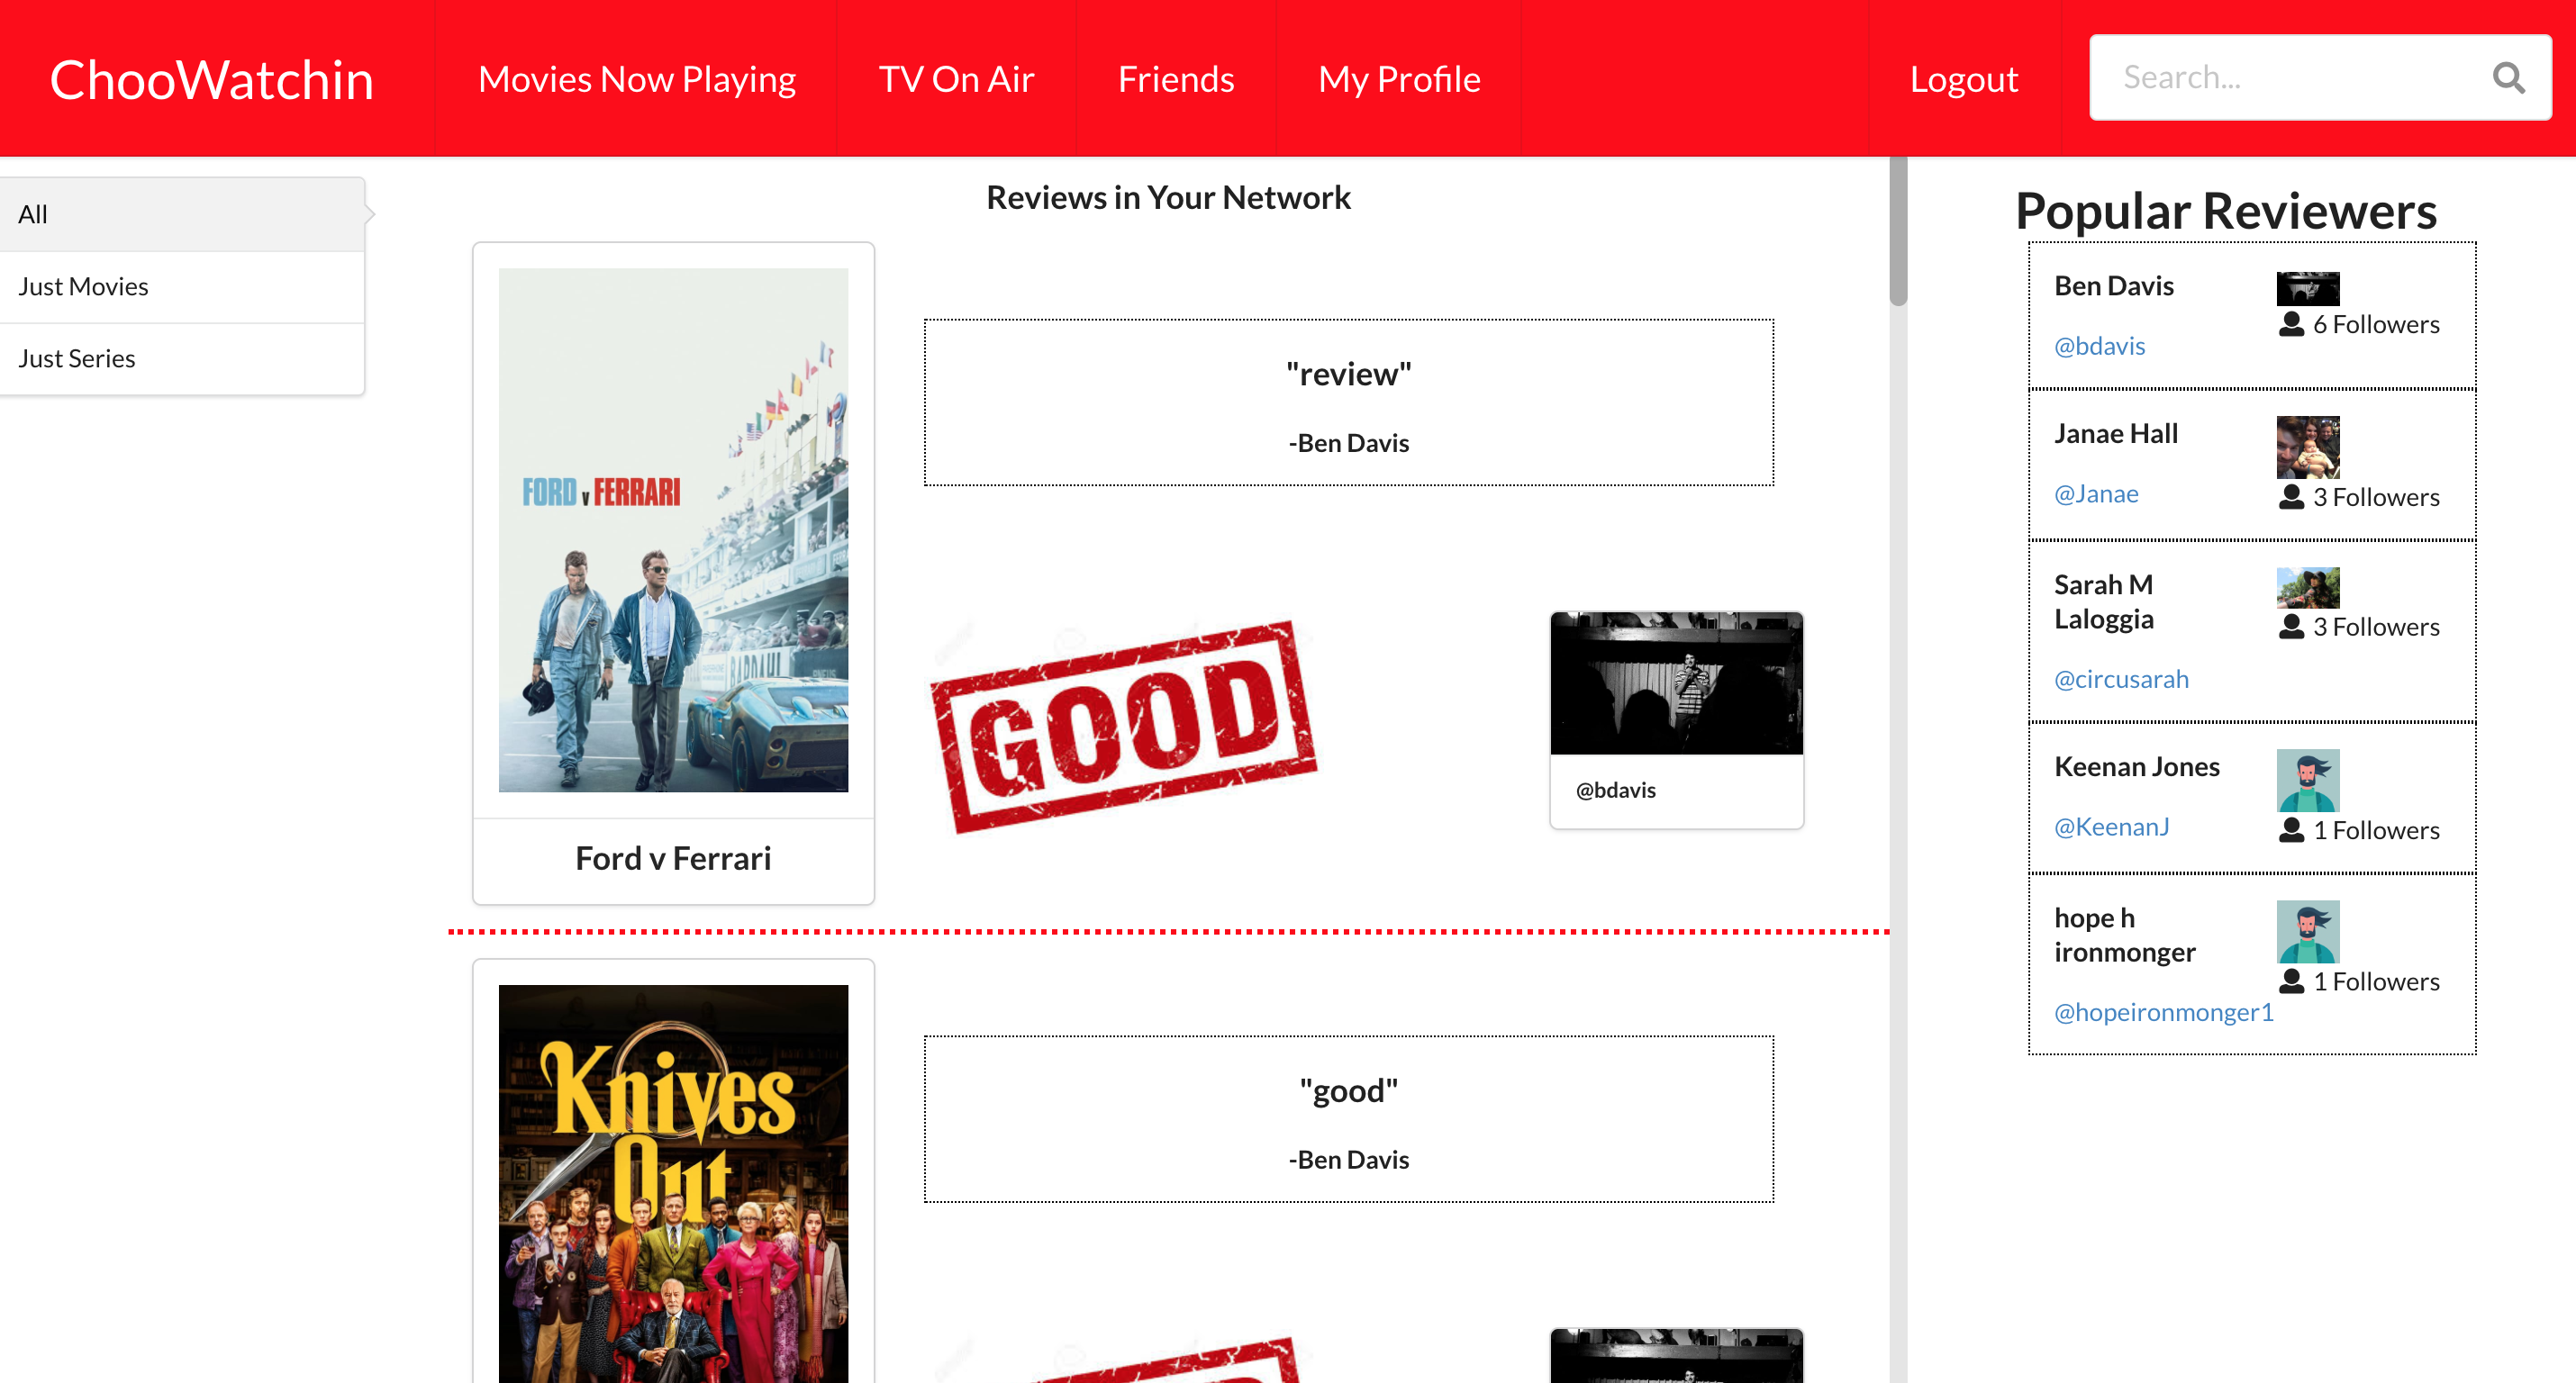 ChooWatchin
Movies Now Playing
TV On Air
Friends
My Profile
Logout
Search...
All
Just Movies
Just Series
Reviews in Your Network
FORD v FERRARI
Ford v Ferrari
"review"
-Ben Davis
GOOD
@bdavis
Knives
Out
"good"
-Ben Davis
Popular Reviewers
Ben Davis
@bdavis
6 Followers
Janae Hall
@Janae
3 Followers
Sarah M
Laloggia
@circusarah
3 Followers
Keenan Jones
@KeenanJ
1 Followers
hope h
ironmonger
@hopeironmonger1
1 Followers